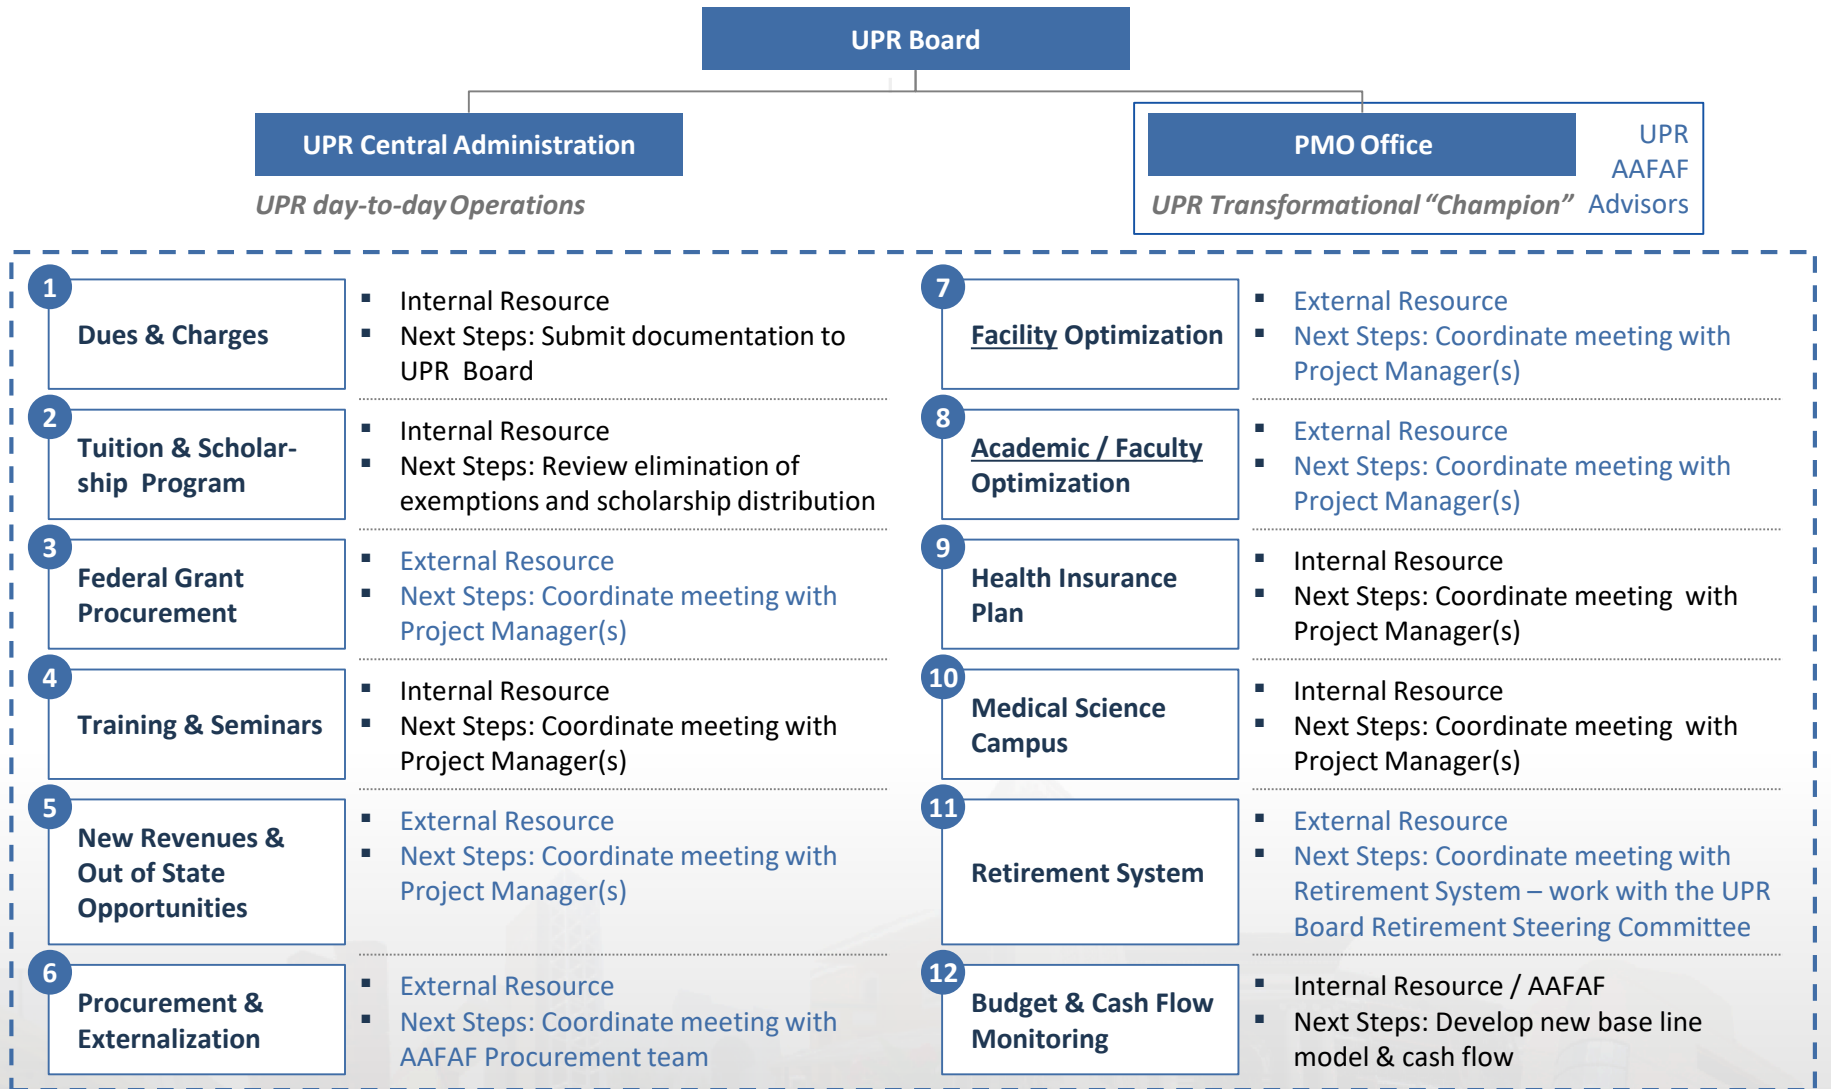 UPR Board
UPR Central Administration
UPR day-to-day Operations
PMO Office
UPR Transformational “Champion”
UPR
AAFAF
Advisors
1
Dues & Charges
▪ Internal Resource
▪ Next Steps: Submit documentation to
UPR Board
2
Tuition & Scholar-
ship Program
▪ Internal Resource
▪ Next Steps: Review elimination of
exemptions and scholarship distribution
3
Federal Grant
Procurement
▪ External Resource
▪ Next Steps: Coordinate meeting with
Project Manager(s)
4
Training & Seminars
▪ Internal Resource
▪ Next Steps: Coordinate meeting with
Project Manager(s)
5
New Revenues &
Out of State
Opportunities
▪ External Resource
▪ Next Steps: Coordinate meeting with
Project Manager(s)
6
Procurement &
Externalization
▪ External Resource
▪ Next Steps: Coordinate meeting with
AAFAF Procurement team
7
Facility Optimization
▪ External Resource
▪ Next Steps: Coordinate meeting with
Project Manager(s)
8
Academic / Faculty
Optimization
▪ External Resource
▪ Next Steps: Coordinate meeting with
Project Manager(s)
9
Health Insurance
Plan
▪ Internal Resource
▪ Next Steps: Coordinate meeting with
Project Manager(s)
10
Medical Science
Campus
▪ Internal Resource
▪ Next Steps: Coordinate meeting with
Project Manager(s)
11
Retirement System
▪ External Resource
▪ Next Steps: Coordinate meeting with
Retirement System – work with the UPR
Board Retirement Steering Committee
12
Budget & Cash Flow
Monitoring
▪ Internal Resource / AAFAF
▪ Next Steps: Develop new base line
model & cash flow